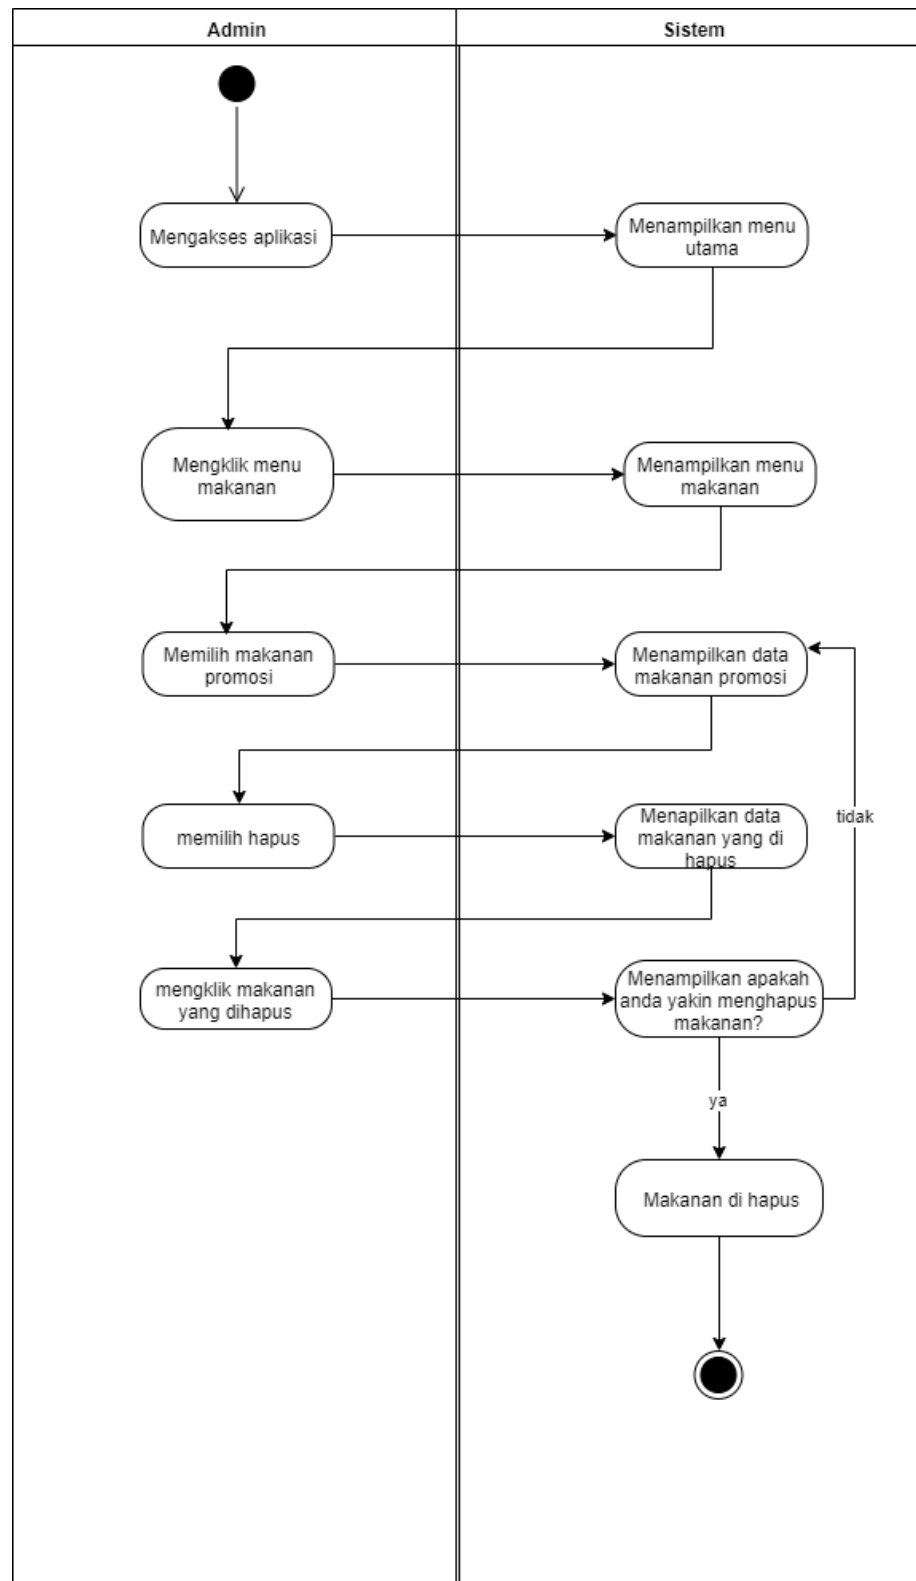 Admin
Sistem
Mengakses aplikasi
Menampilkan menu
utama
Mengklik menu
makanan
Menampilkan menu
makanan
Memilih makanan
promosi
Menampilkan data
makanan promosi
memilih hapus
Menapilkan data
makanan yang di
hapus
tidak
mengklik makanan
yang dihapus
Menampilkan apakah
anda yakin menghapus
makanan?
ya
Makanan di hapus